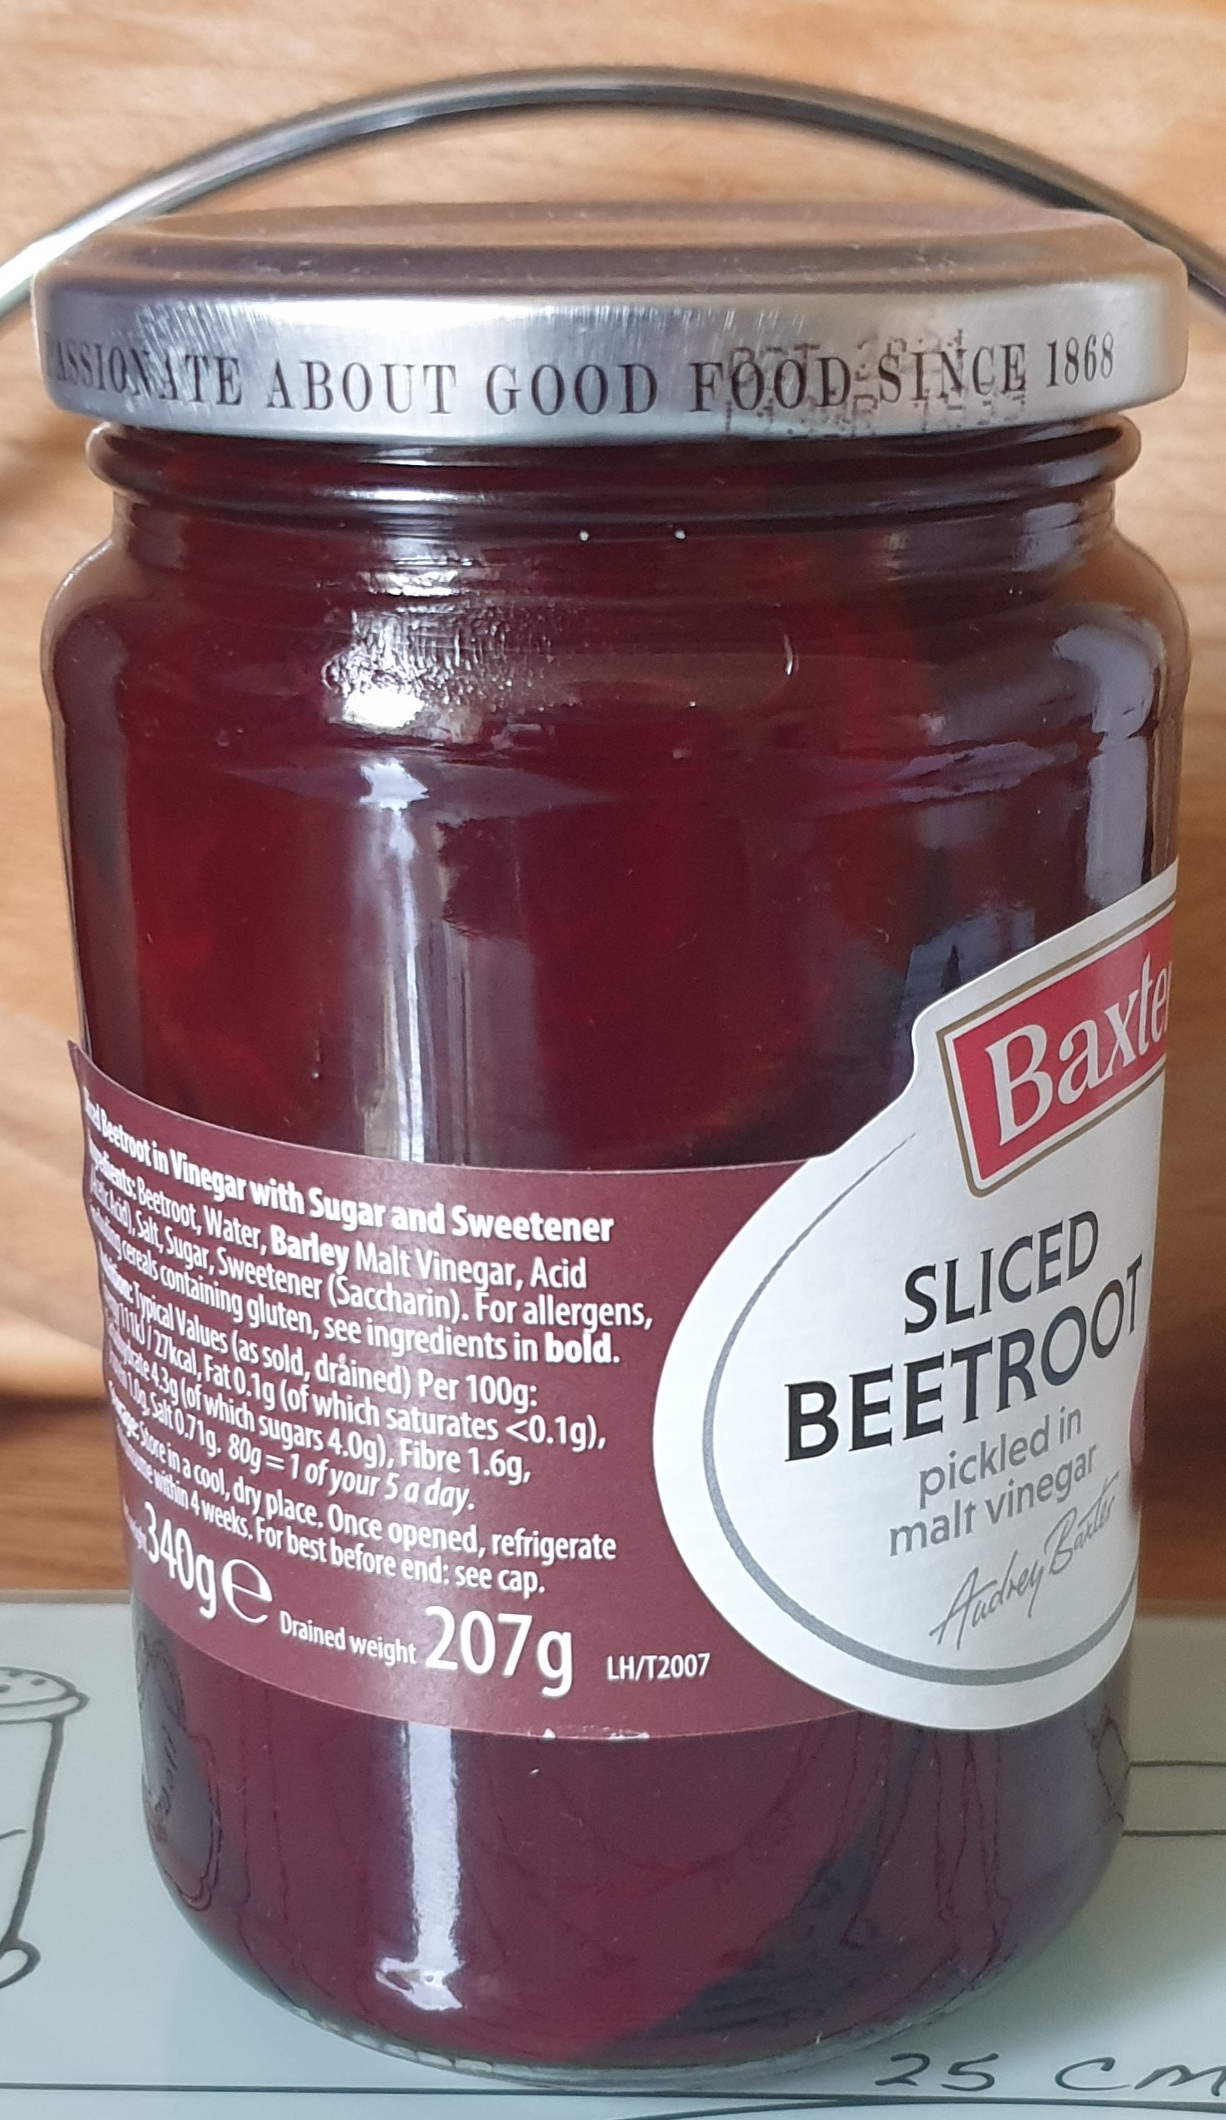 ASSIONATE ABOUT GOOD FOOD SINCE 1868
Baxte
SLICED
BEETROOT
pickled in
malt vinegar
Audrey Baxter
Beetroot in Vinegar with Sugar and Sweetener
Beetroot, Water, Barley Malt Vinegar, Acid
Acid), Salt, Sugar, Sweetener (Saccharin). For allergens,
cereals containing gluten, see ingredients in bold.
Typical Values (as sold, drained) Per 100g:
111kJ / 27kcal, Fat 0.1g (of which saturates <0.1g),
4.3g (of which sugars 4.0g), Fibre 1.6g,
1.0g, Salt 0.71g. 80g = 1 of your 5 a day.
Store in a cool, dry place. Once opened, refrigerate
within 4 weeks. For best before end: see cap.
340g e Drained weight 207g LH/T2007
25 CM